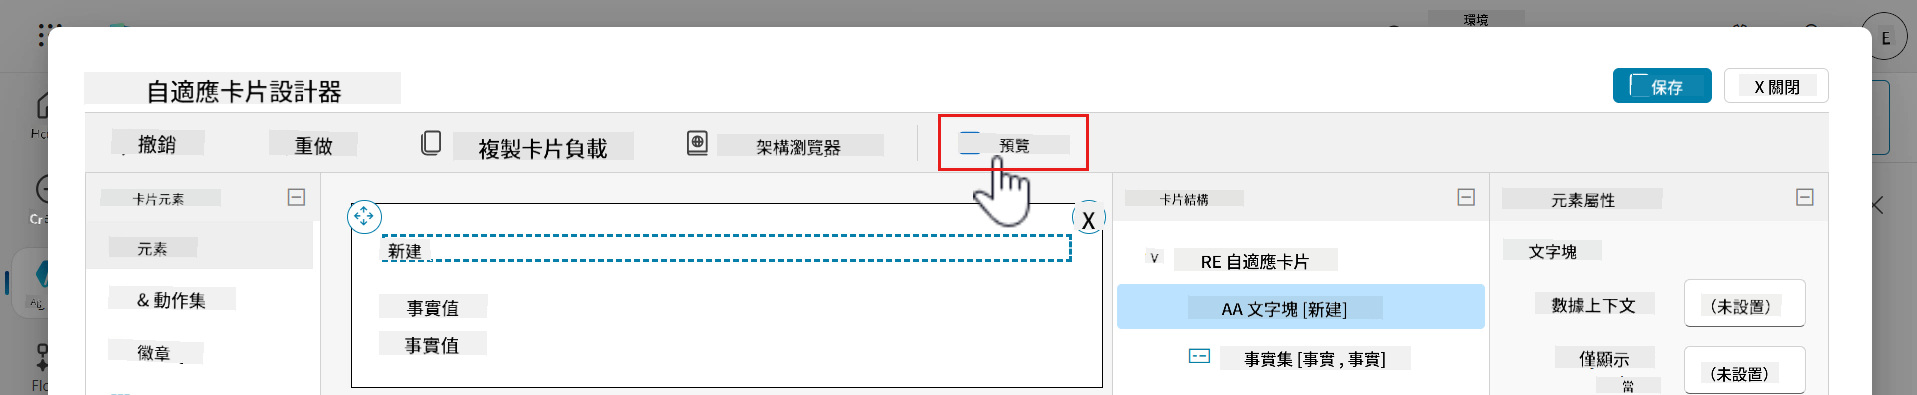 環境
E
自適應卡片設計器
保存
X 關閉
撤銷
重做
複製卡片負載
架構瀏覽器
預覽
卡片元素
卡片結構
元素屬性
X
元素
新建
文字塊
V
RE 自適應卡片
& 動作集
事實值
AA 文字塊 [新建]
數據上下文
(未設置)
事實值
徽章
事實集 [事實 , 事實]
僅顯示
當
(未設置)